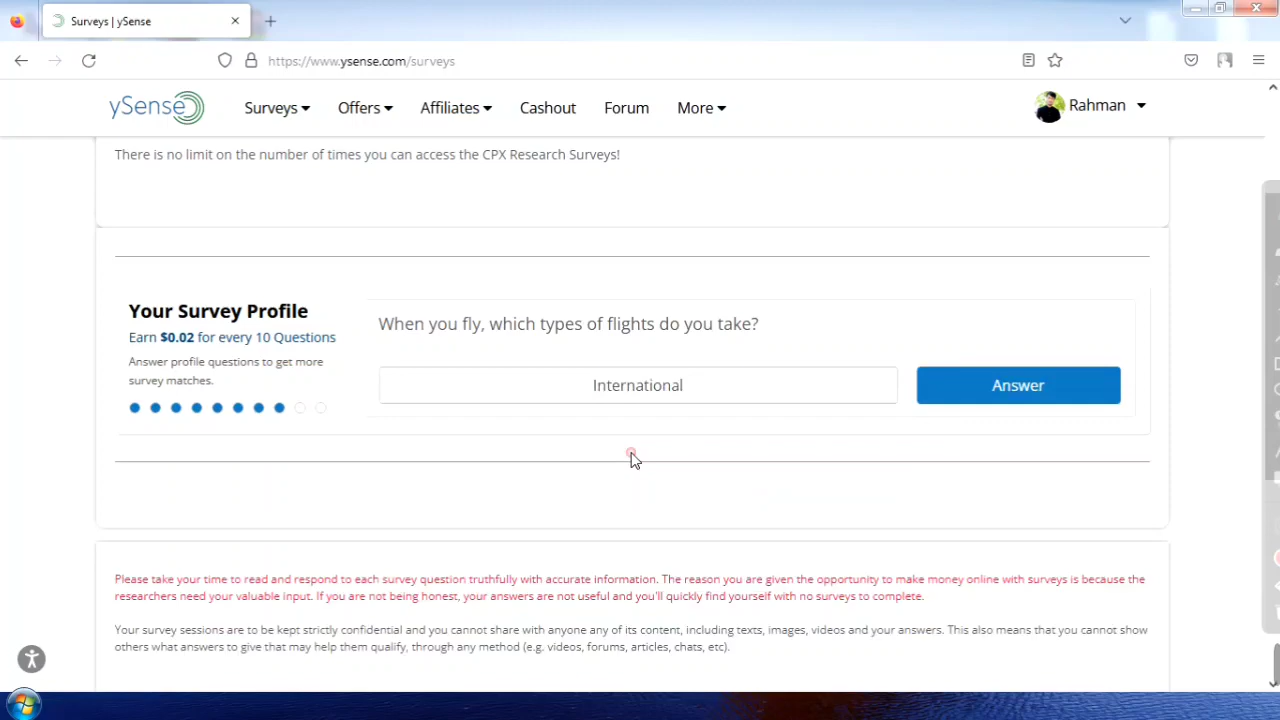 Surveys | ySense
https://www.ysense.com/surveys
ySense
Surveys
Offers
Affiliates
Cashout
Forum
More
Rahman
There is no limit on the number of times you can access the CPX Research Surveys!
Your Survey Profile
Earn $0.02 for every 10 Questions
Answer profile questions to get more
survey matches.
When you fly, which types of flights do you take?
International
Answer
Please take your time to read and respond to each survey question truthfully with accurate information. The reason you are given the opportunity to make money online with surveys is because the
researchers need your valuable input. If you are not being honest, your answers are not useful and you'll quickly find yourself with no surveys to complete.
Your survey sessions are to be kept strictly confidential and you cannot share with anyone any of its content, including texts, images, videos and your answers. This also means that you cannot show
others what answers to give that may help them qualify, through any method (e.g. videos, forums, articles, chats, etc).